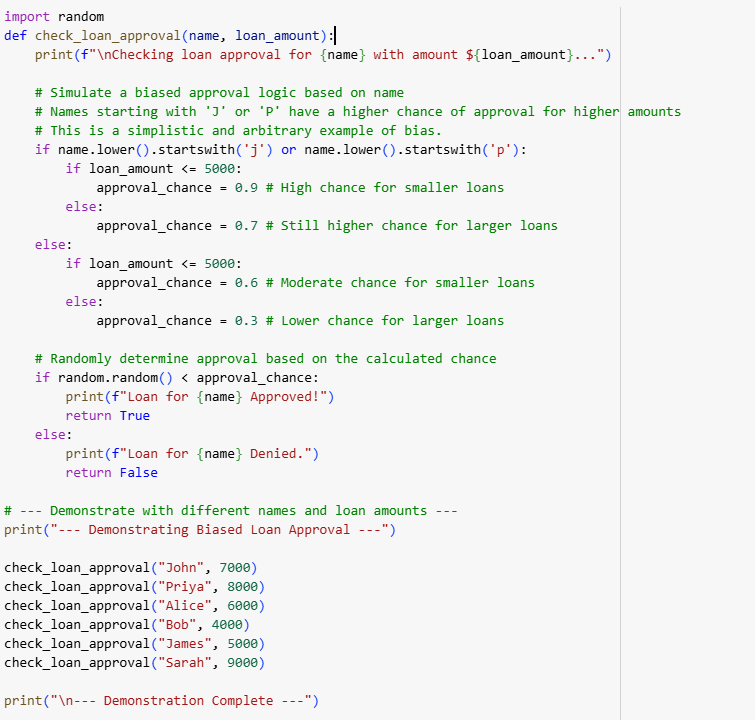 import random
def check_loan_approval(name, loan_amount):
    print(f"\nChecking loan approval for {name} with amount ${loan_amount}...")

    # Simulate a biased approval logic based on name
    # Names starting with 'J' or 'P' have a higher chance of approval for higher amounts
    # This is a simplistic and arbitrary example of bias.
    if name.lower().startswith('j') or name.lower().startswith('p'):
        if loan_amount <= 5000:
            approval_chance = 0.9 # High chance for smaller loans
        else:
            approval_chance = 0.7 # Still higher chance for larger loans
    else:
        if loan_amount <= 5000:
            approval_chance = 0.6 # Moderate chance for smaller loans
        else:
            approval_chance = 0.3 # Lower chance for larger loans

    # Randomly determine approval based on the calculated chance
    if random.random() < approval_chance:
        print(f"Loan for {name} Approved!")
        return True
    else:
        print(f"Loan for {name} Denied.")
        return False

# --- Demonstrate with different names and loan amounts ---
print("--- Demonstrating Biased Loan Approval ---")

check_loan_approval("John", 7000)
check_loan_approval("Priya", 8000)
check_loan_approval("Alice", 6000)
check_loan_approval("Bob", 4000)
check_loan_approval("James", 5000)
check_loan_approval("Sarah", 9000)

print("\n--- Demonstration Complete ---")